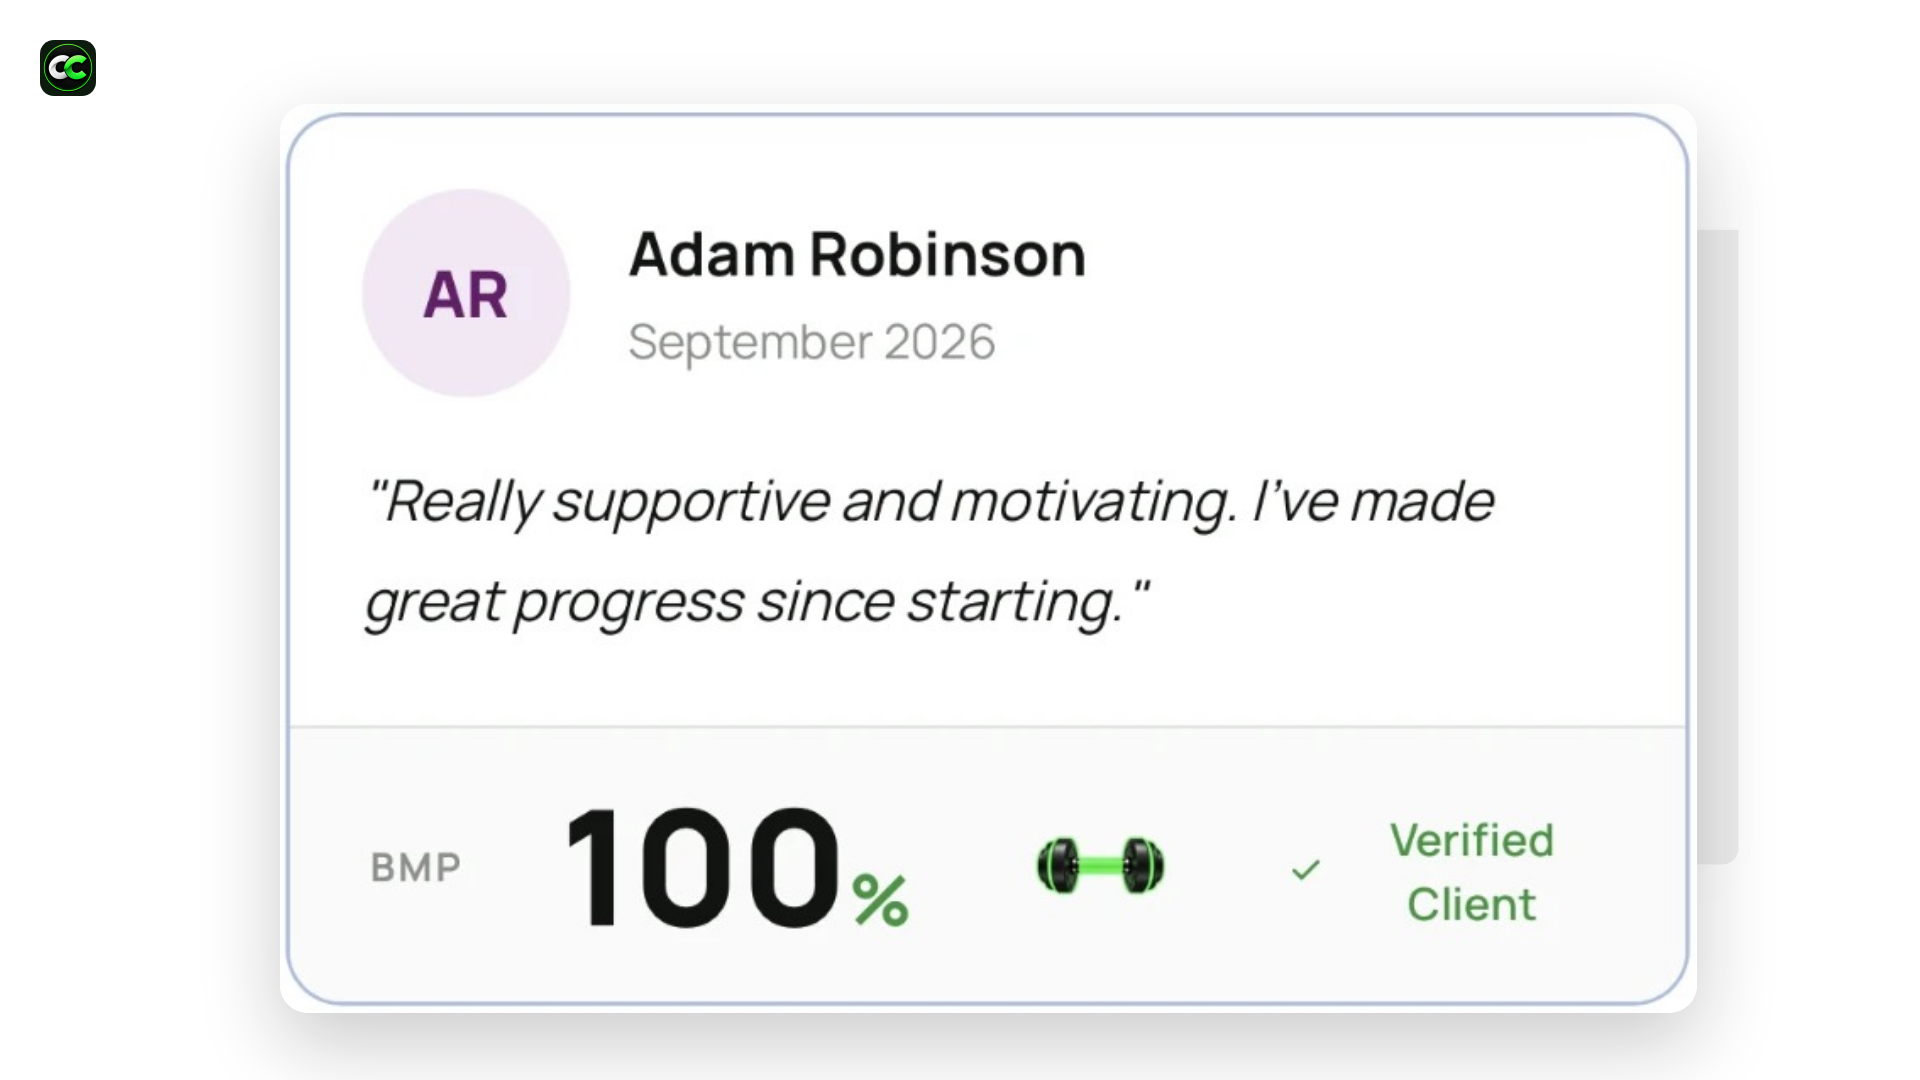 CC
AR
Adam Robinson
September 2026
"Really supportive and motivating. I've made
great progress since starting."
BMP
100%
✓ Verified
Client